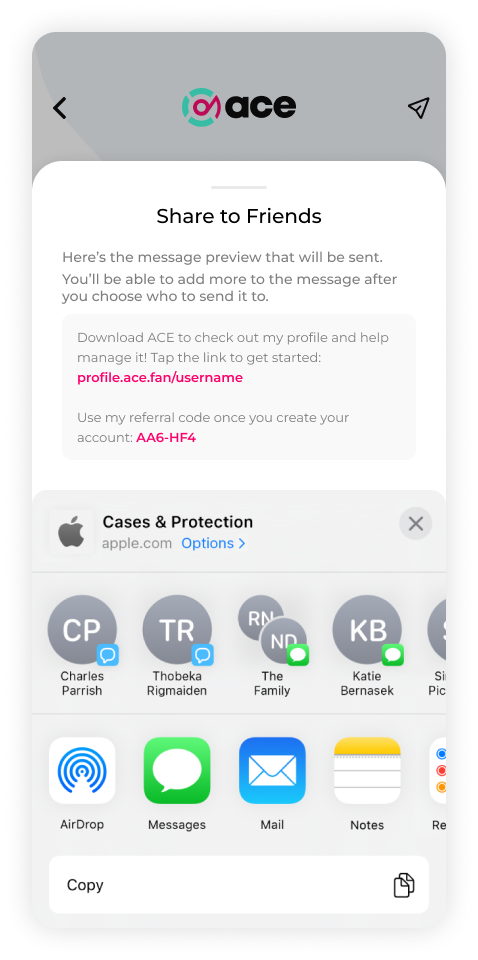 ace
Share to Friends
Here’s the message preview that will be sent.
You’ll be able to add more to the message after
you choose who to send it to.
Download ACE to check out my profile and help
manage it! Tap the link to get started:
profile.ace.fan/username
Use my referral code once you create your
account: AA6-HF4
Cases & Protection
apple.com Options >
CP
TR
RN
ND
KB
S
Charles
Parrish
Thobeka
Rigmaiden
The
Family
Katie
Bernasek
Si
Pic
AirDrop
Messages
Mail
Notes
Re
Copy